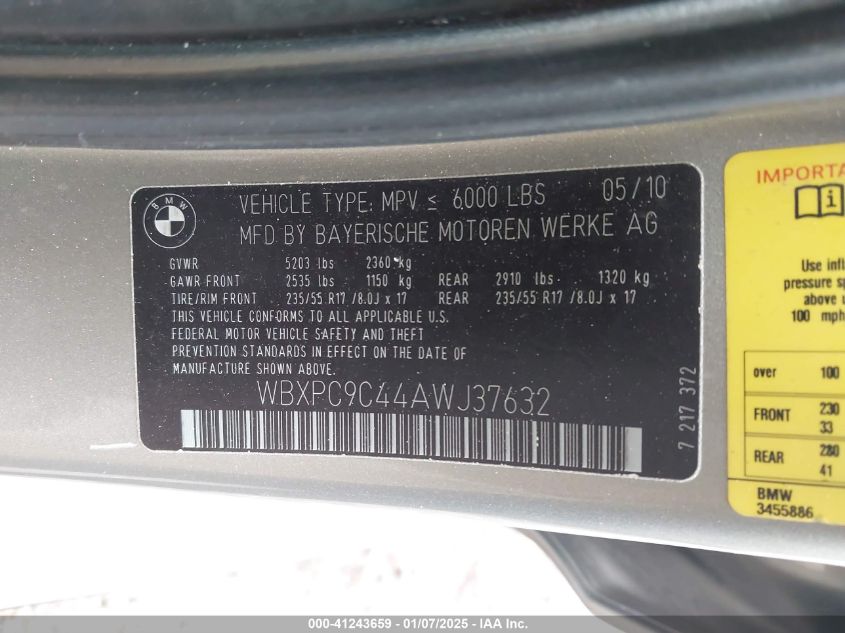 BMW
VEHICLE TYPE: MPV ≤ 6000 LBS 05/10
MFD BY BAYERISCHE MOTOREN WERKE AG
GVWR 5203 lbs 2360 kg
GAWR FRONT 2535 lbs 1150 kg REAR 2910 lbs 1320 kg
TIRE/RIM FRONT 235/55 R17 /8.0J x 17 REAR 235/55 R17 /8.0J x 17
THIS VEHICLE CONFORMS TO ALL APPLICABLE U.S.
FEDERAL MOTOR VEHICLE SAFETY AND THEFT
PREVENTION STANDARDS IN EFFECT ON THE DATE OF
MANUFACTURE SHOWN ABOVE.
WBXPC9C44AWJ37632
7 217 372
IMPORTA
Use infl
pressure sp
above u
100 mph
over 100
FRONT 230
33
REAR 280
41
BMW
3455886
000-41243659 - 01/07/2025 - IAA Inc.